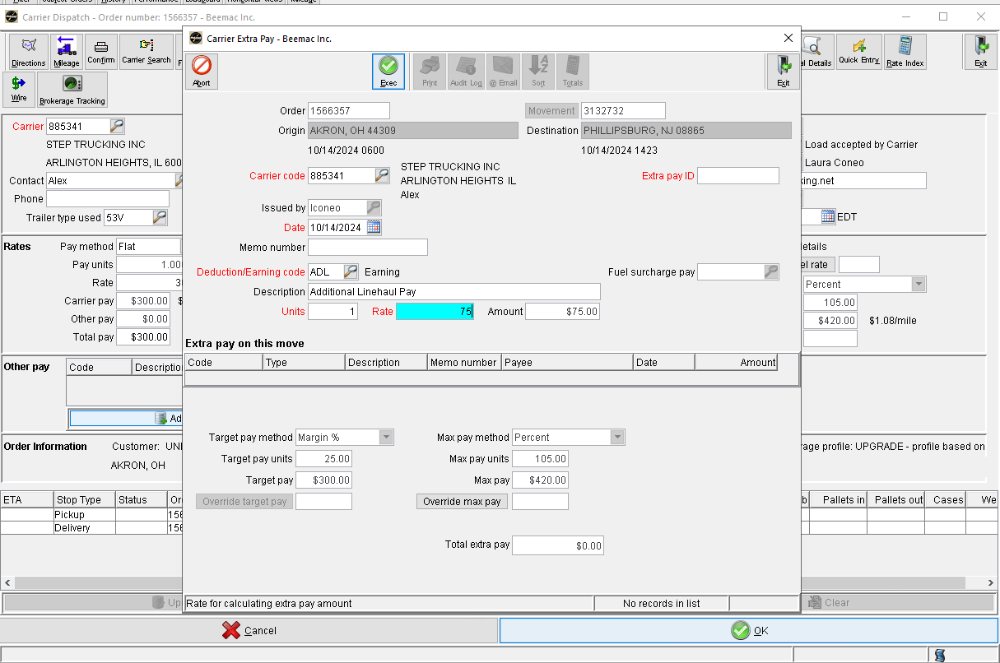 Filter Subject Orders History Performance Loadboard Horizontal Views Mileage
Carrier Dispatch - Order number: 1566357 - Beemac Inc.
Directions
Mileage
Confirm
Carrier Search
F
al Details
Quick Entry
Rate Index
Exit
Wire
Brokerage Tracking
Carrier 885341
STEP TRUCKING INC
ARLINGTON HEIGHTS, IL 600
Contact Alex
Phone
Trailer type used 53V
Load accepted by Carrier
Laura Coneo
king.net
EDT
Rates
Pay method Flat
Pay units 1.00
Rate 30
Carrier pay $300.00 $
Other pay $0.00
Total pay $300.00
details
el rate
Percent
105.00
$420.00 $1.08/mile
Other pay
Code Description
Ad
Order Information
Customer: UNI
AKRON, OH
rage profile: UPGRADE - profile based on
ETA Stop Type Status Or
b Pallets in Pallets out Cases We
Pickup 156
Delivery 156
Up
Clear
Cancel
OK
Carrier Extra Pay - Beemac Inc.
Abort
Exec
Print
Audit Log
@ Email
Sort
Totals
Exit
Order 1566357
Movement 3132732
Origin AKRON, OH 44309
Destination PHILLIPSBURG, NJ 08865
10/14/2024 0600
10/14/2024 1423
Carrier code 885341
STEP TRUCKING INC
ARLINGTON HEIGHTS IL
Alex
Extra pay ID
Issued by lconeo
Date 10/14/2024
Memo number
Deduction/Earning code ADL Earning
Fuel surcharge pay
Description Additional Linehaul Pay
Units 1 Rate 75 Amount $75.00
Extra pay on this move
Code Type Description Memo number Payee Date Amount
Target pay method Margin %
Max pay method Percent
Target pay units 25.00
Max pay units 105.00
Target pay $300.00
Max pay $420.00
Override target pay
Override max pay
Total extra pay $0.00
Rate for calculating extra pay amount
No records in list